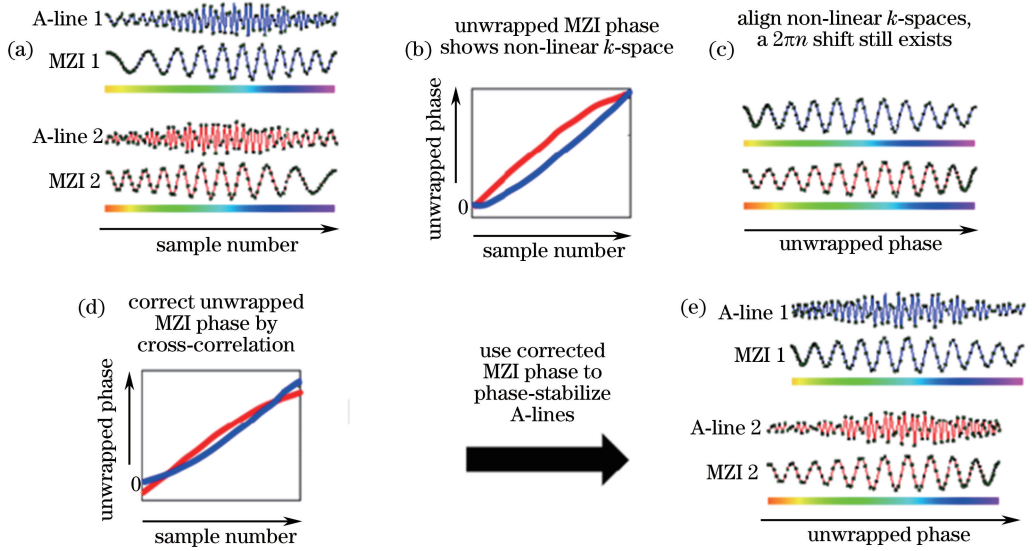 (a)
A-line 1
MZI 1
A-line 2
MZI 2
sample number
(b)
unwrapped MZI phase
shows non-linear k-space
unwrapped phase
0
sample number
(c)
align non-linear k-spaces,
a 2πn shift still exists
unwrapped phase
(d)
correct unwrapped
MZI phase by
cross-correlation
unwrapped phase
0
sample number
use corrected
MZI phase to
phase-stabilize
A-lines
(e)
A-line 1
MZI 1
A-line 2
MZI 2
unwrapped phase